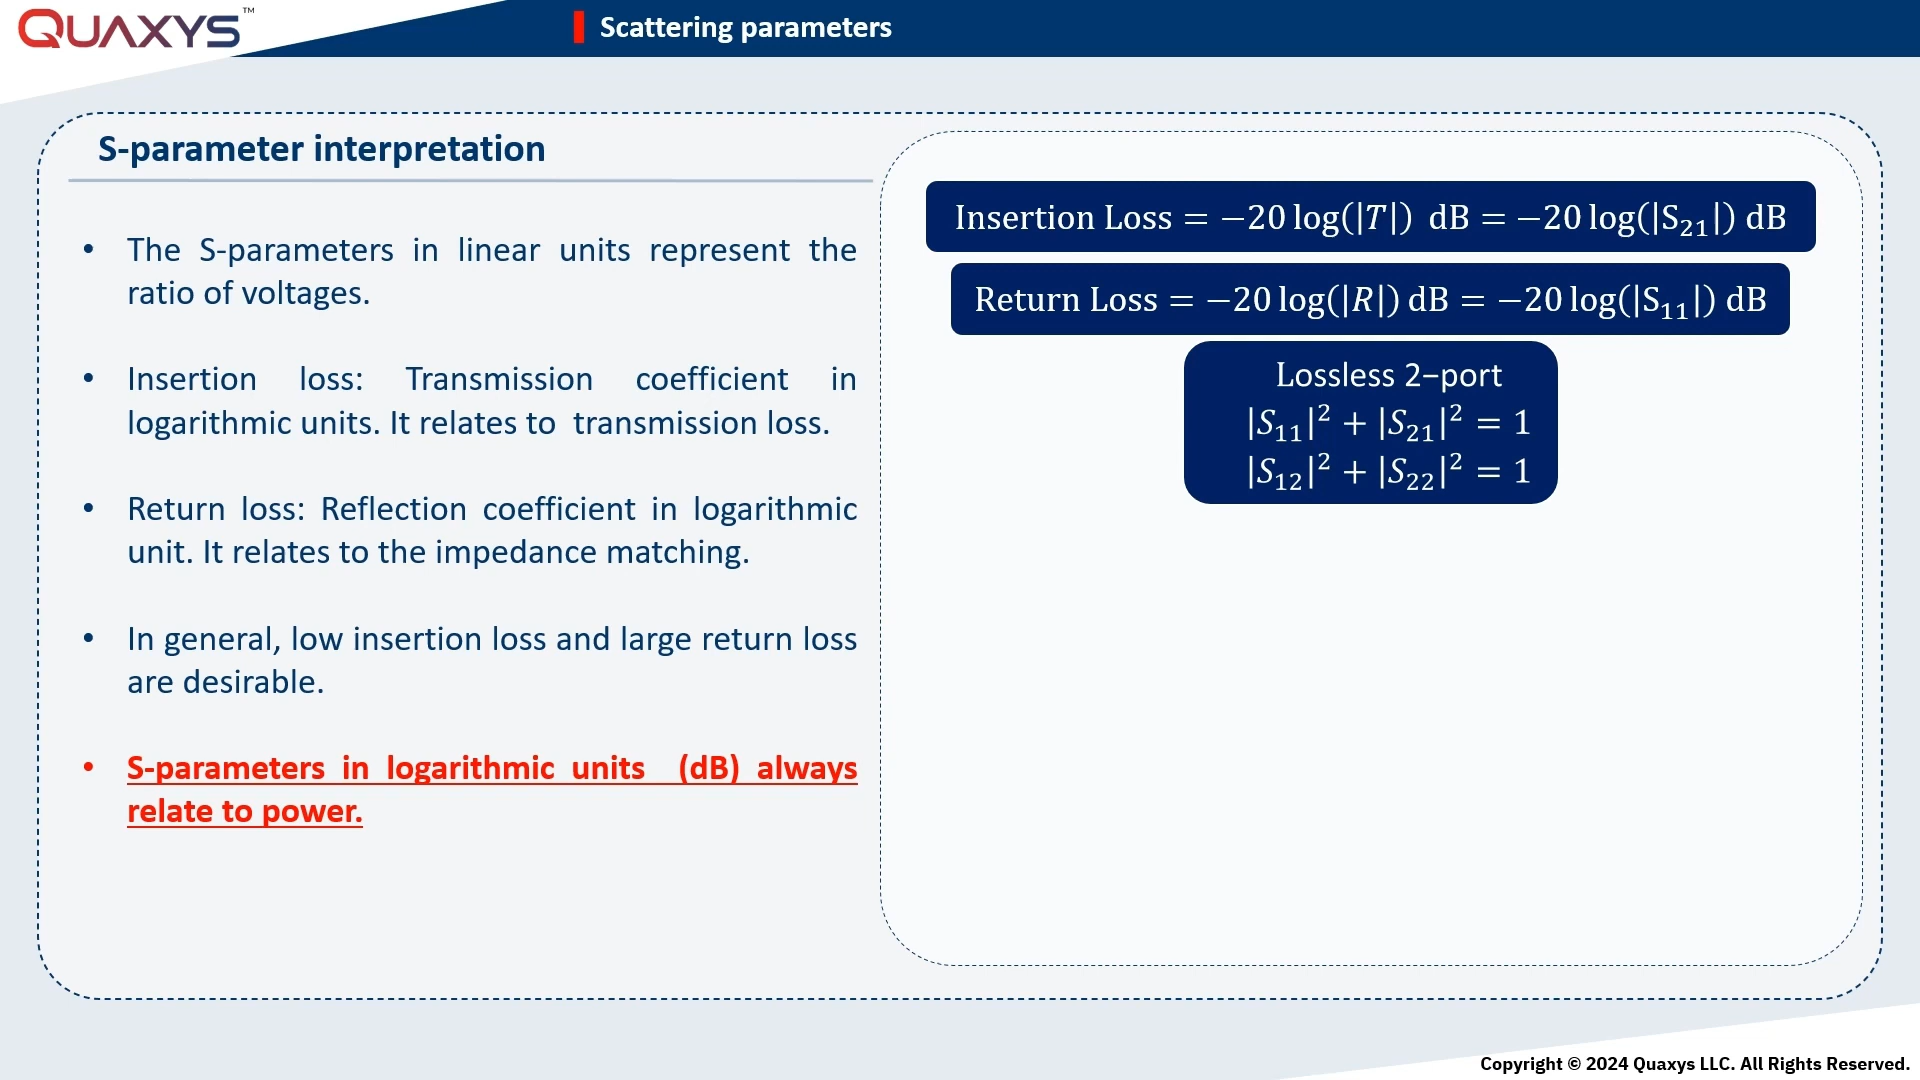 QUAXYS™
Scattering parameters
S-parameter interpretation
• The S-parameters in linear units represent the
ratio of voltages.
• Insertion loss: Transmission coefficient in
logarithmic units. It relates to transmission loss.
• Return loss: Reflection coefficient in logarithmic
unit. It relates to the impedance matching.
• In general, low insertion loss and large return loss
are desirable.
• S-parameters in logarithmic units (dB) always
relate to power.
Insertion Loss = −20 log(|T|) dB = −20 log(|S₂₁|) dB
Return Loss = −20 log(|R|) dB = −20 log(|S₁₁|) dB
Lossless 2−port
|S₁₁|² + |S₂₁|² = 1
|S₁₂|² + |S₂₂|² = 1
Copyright © 2024 Quaxys LLC. All Rights Reserved.